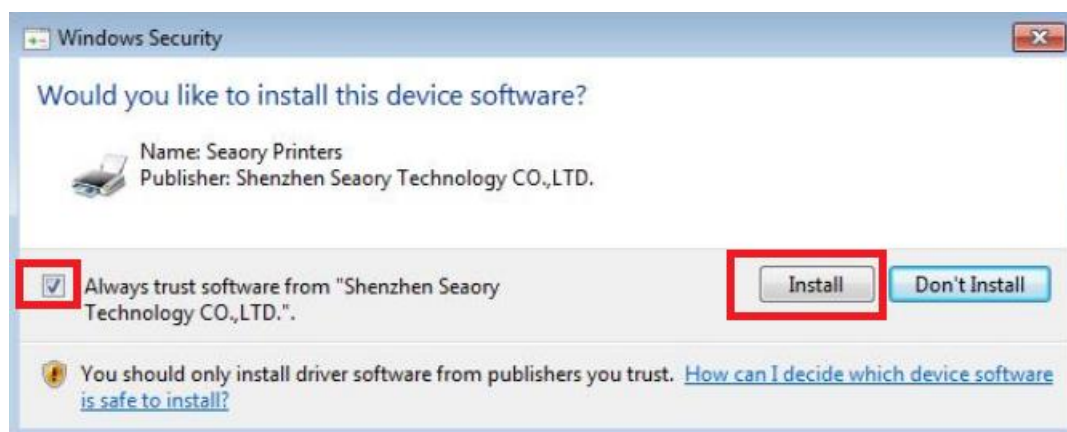 Windows Security
Would you like to install this device software?
Name: Seaory Printers
Publisher: Shenzhen Seaory Technology CO.,LTD.
Always trust software from "Shenzhen Seaory
Technology CO.,LTD.".
Install
Don't Install
You should only install driver software from publishers you trust. How can I decide which device software
is safe to install?